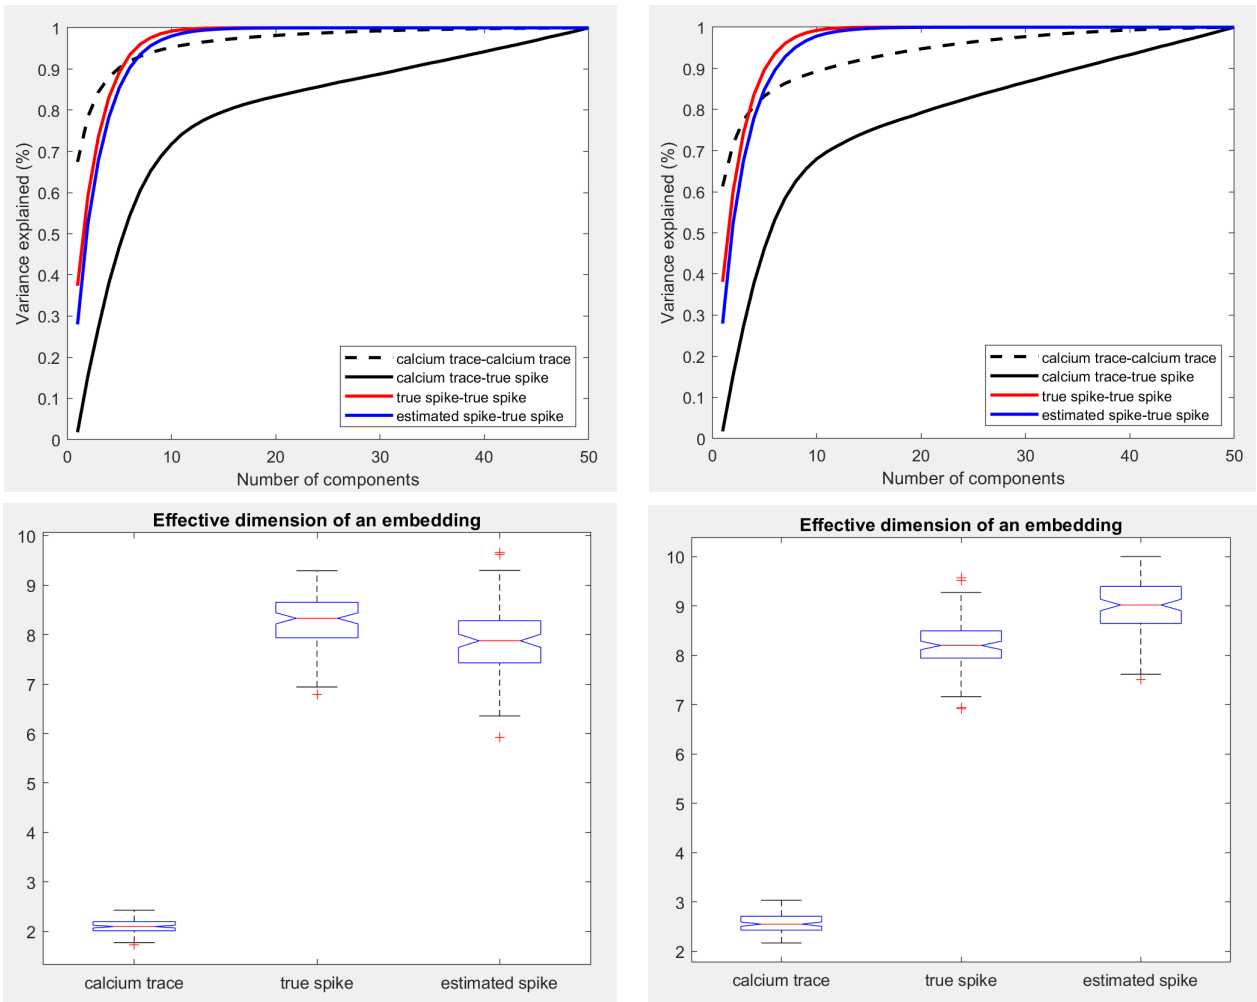 1
0.9
0.8
0.7
0.6
0.5
0.4
0.3
0.2
0.1
0
Variance explained (%)
calcium trace-calcium trace
calcium trace-true spike
true spike-true spike
estimated spike-true spike
0 10 20 30 40 50
Number of components
1
0.9
0.8
0.7
0.6
0.5
0.4
0.3
0.2
0.1
0
Variance explained (%)
calcium trace-calcium trace
calcium trace-true spike
true spike-true spike
estimated spike-true spike
0 10 20 30 40 50
Number of components
Effective dimension of an embedding
10
9
8
7
6
5
4
3
2
calcium trace true spike estimated spike
Effective dimension of an embedding
10
9
8
7
6
5
4
3
2
calcium trace true spike estimated spike